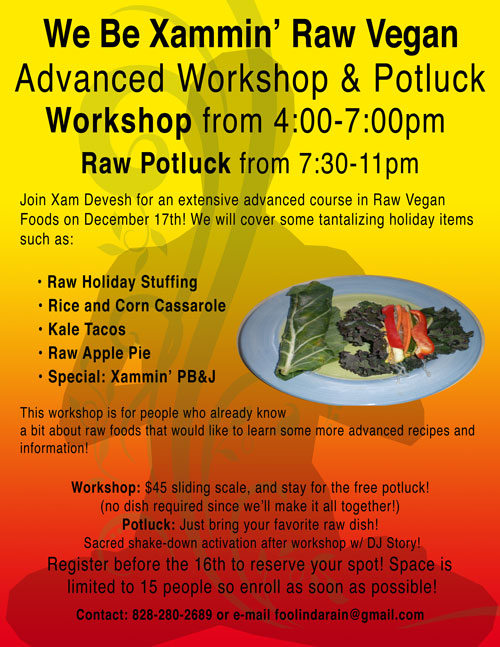 We Be Xammin’ Raw Vegan
Advanced Workshop & Potluck
Workshop from 4:00-7:00pm
Raw Potluck from 7:30-11pm
Join Xam Devesh for an extensive advanced course in Raw Vegan
Foods on December 17th! We will cover some tantalizing holiday items
such as:
• Raw Holiday Stuffing
• Rice and Corn Cassarole
• Kale Tacos
• Raw Apple Pie
• Special: Xammin’ PB&J
This workshop is for people who already know
a bit about raw foods that would like to learn some more advanced recipes and
information!
Workshop: $45 sliding scale, and stay for the free potluck!
(no dish required since we’ll make it all together!)
Potluck: Just bring your favorite raw dish!
Sacred shake-down activation after workshop w/ DJ Story!
Register before the 16th to reserve your spot! Space is
limited to 15 people so enroll as soon as possible!
Contact: 828-280-2689 or e-mail foolindarain@gmail.com